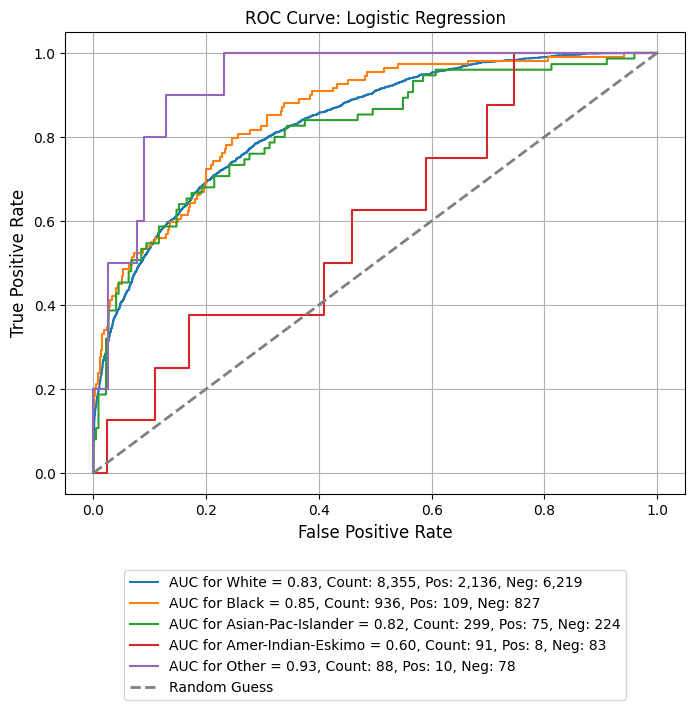 ROC Curve: Logistic Regression
True Positive Rate
1.0
0.8
0.6
0.4
0.2
0.0
0.0 0.2 0.4 0.6 0.8 1.0
False Positive Rate
AUC for White = 0.83, Count: 8,355, Pos: 2,136, Neg: 6,219
AUC for Black = 0.85, Count: 936, Pos: 109, Neg: 827
AUC for Asian-Pac-Islander = 0.82, Count: 299, Pos: 75, Neg: 224
AUC for Amer-Indian-Eskimo = 0.60, Count: 91, Pos: 8, Neg: 83
AUC for Other = 0.93, Count: 88, Pos: 10, Neg: 78
Random Guess